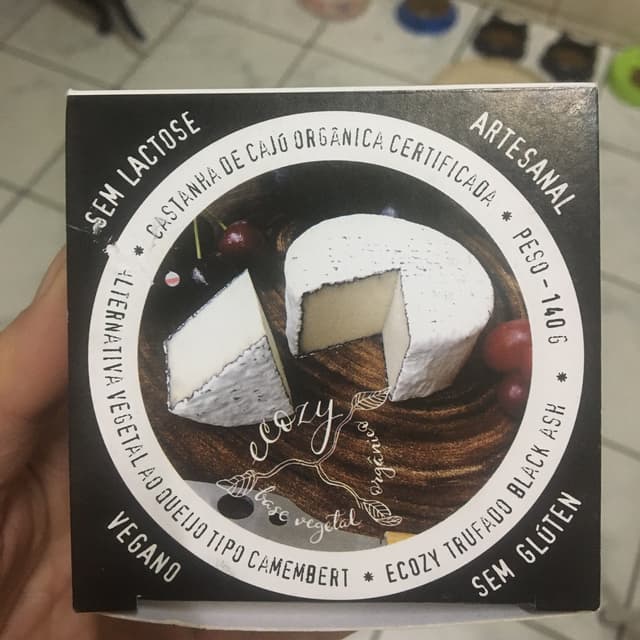 SEM LACTOSE
ARTESANAL
CASTANHA DE CAJÚ ORGÂNICA CERTIFICADA * PESO - 140 G *
ALTERNATIVA VEGETAL AO QUEIJO TIPO CAMEMBERT * ECOZY TRUFADO BLACK ASH *
ecozy
base vegetal
orgânico
VEGANO
SEM GLÚTEN